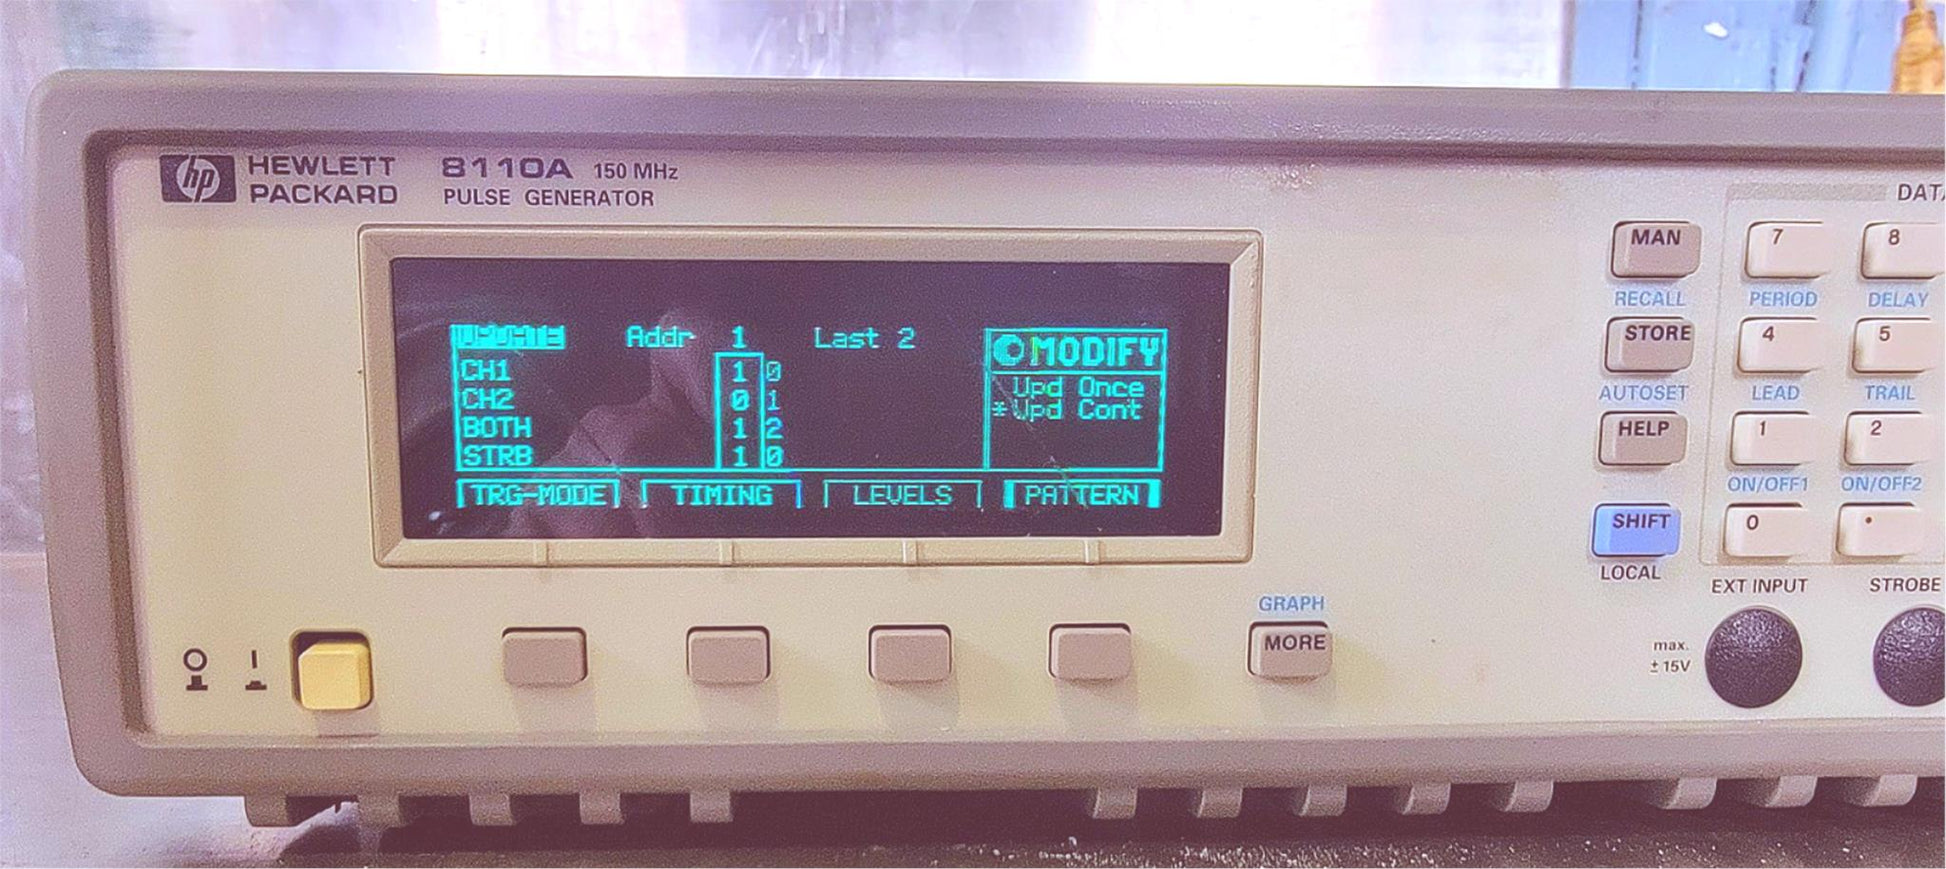 hp HEWLETT PACKARD
8110A 150 MHz
PULSE GENERATOR
UPDATE Addr 1 Last 2
CH1 1 0
CH2 0 1
BOTH 1 2
STRB 1 0
MODIFY
Upd Once
*Upd Cont
TRG-MODE TIMING LEVELS PATTERN
GRAPH
MORE
MAN
RECALL
STORE
AUTOSET
HELP
SHIFT
LOCAL
7 8
PERIOD DELAY
4 5
LEAD TRAIL
1 2
ON/OFF1 ON/OFF2
0 .
EXT INPUT STROBE
max.
±15V